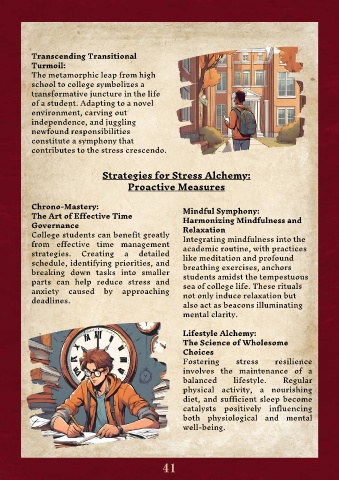 Transcending Transitional
Turmoil:
The metamorphic leap from high
school to college symbolizes a
transformative juncture in the life
of a student. Adapting to a novel
environment, carving out
independence, and juggling
newfound responsibilities
constitute a symphony that
contributes to the stress crescendo.
Strategies for Stress Alchemy:
Proactive Measures
Chrono-Mastery:
The Art of Effective Time
Governance
College students can benefit greatly
from effective time management
strategies. Creating a detailed
schedule, identifying priorities, and
breaking down tasks into smaller
parts can help reduce stress and
anxiety caused by approaching
deadlines.
Mindful Symphony:
Harmonizing Mindfulness and
Relaxation
Integrating mindfulness into the
academic routine, with practices
like meditation and profound
breathing exercises, anchors
students amidst the tempestuous
sea of college life. These rituals
not only induce relaxation but
also act as beacons illuminating
mental clarity.
Lifestyle Alchemy:
The Science of Wholesome
Choices
Fostering stress resilience
involves the maintenance of a
balanced lifestyle. Regular
physical activity, a nourishing
diet, and sufficient sleep become
catalysts positively influencing
both physiological and mental
well-being.
41